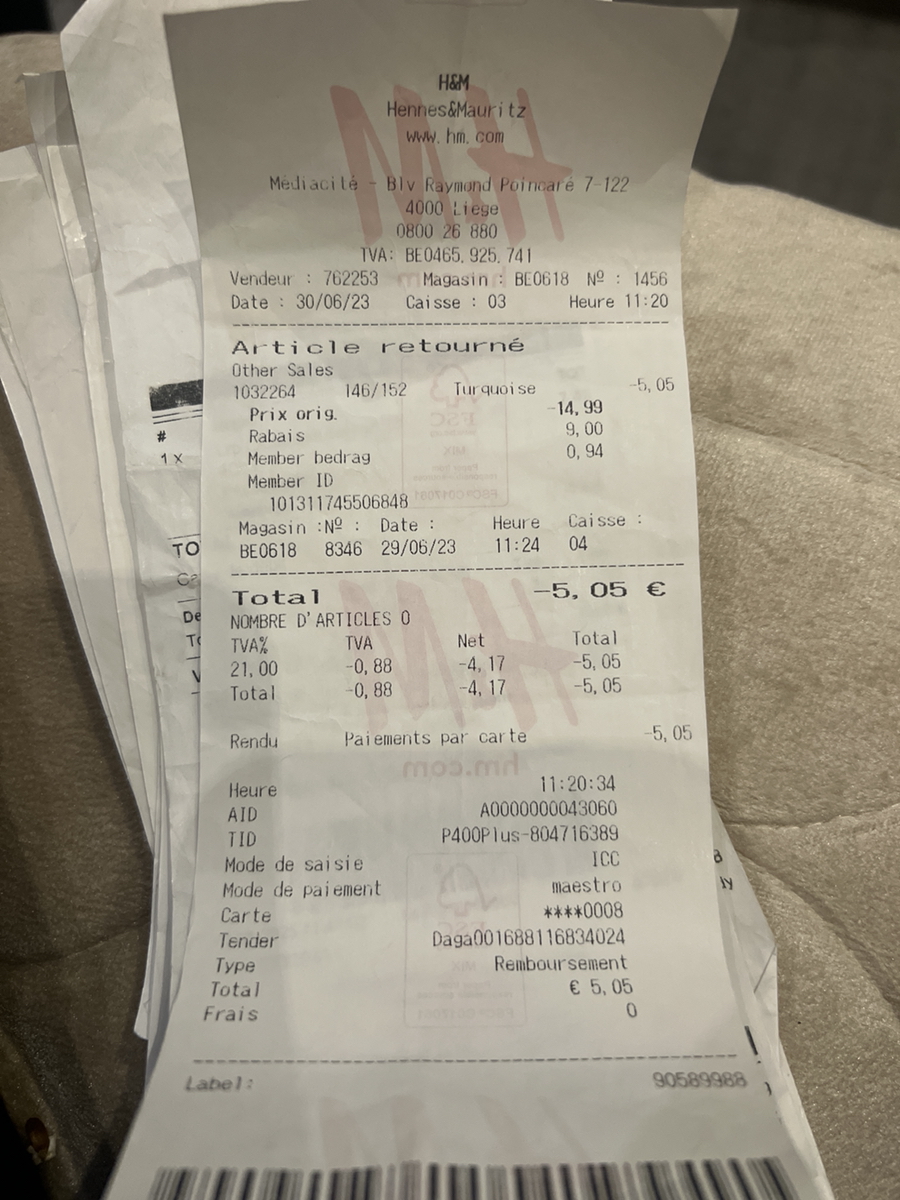 H&M
Hennes&Mauritz
www.hm.com
Médiacité - Blv Raymond Poincaré 7-122
4000 Liege
0800 26 880
TVA: BE0465.925.741
Vendeur : 762253 Magasin : BE0618 Nº : 1456
Date : 30/06/23 Caisse : 03 Heure 11:20
Article retourné
Other Sales
1032264 146/152 Turquoise -5,05
Prix orig. -14,99
Rabais 9,00
Member bedrag 0,94
Member ID
101311745506848
Magasin :Nº : Date : Heure Caisse :
BE0618 8346 29/06/23 11:24 04
Total -5,05 €
NOMBRE D'ARTICLES 0
TVA% TVA Net Total
21,00 -0,88 -4,17 -5,05
Total -0,88 -4,17 -5,05
Rendu Paiements par carte -5,05
hm.com
Heure 11:20:34
AID A0000000043060
TID P400Plus-804716389
Mode de saisie ICC
Mode de paiement maestro
Carte ****0008
Tender Daga001688116834024
Type Remboursement
Total € 5,05
Frais 0
Label: 90589988
#
1 X
TO